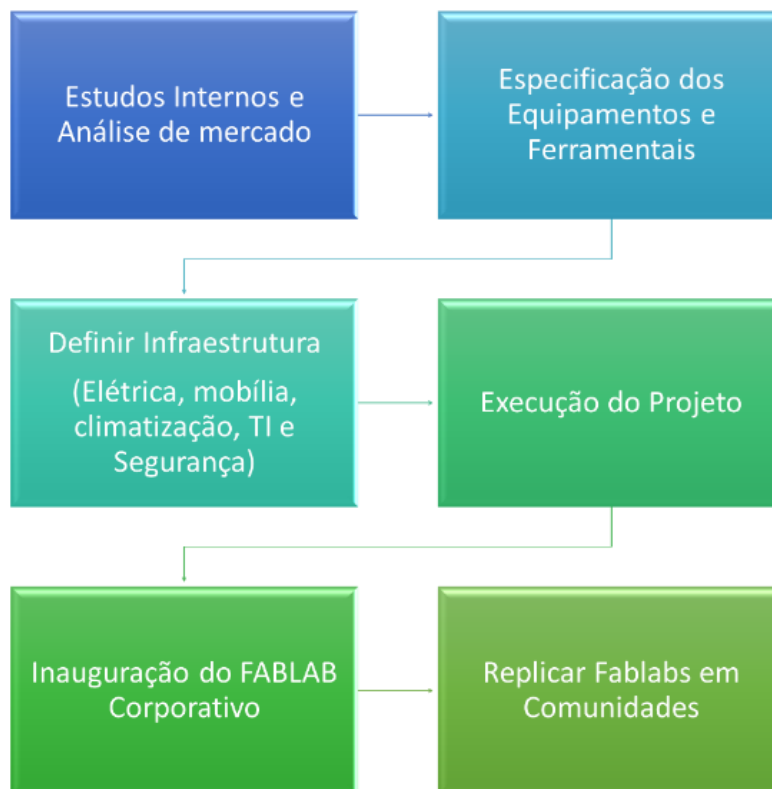 Estudos Internos e
Análise de mercado
Especificação dos
Equipamentos e
Ferramentais
Definir Infraestrutura
(Elétrica, mobília,
climatização, TI e
Segurança)
Execução do Projeto
Inauguração do FABLAB
Corporativo
Replicar Fablabs em
Comunidades